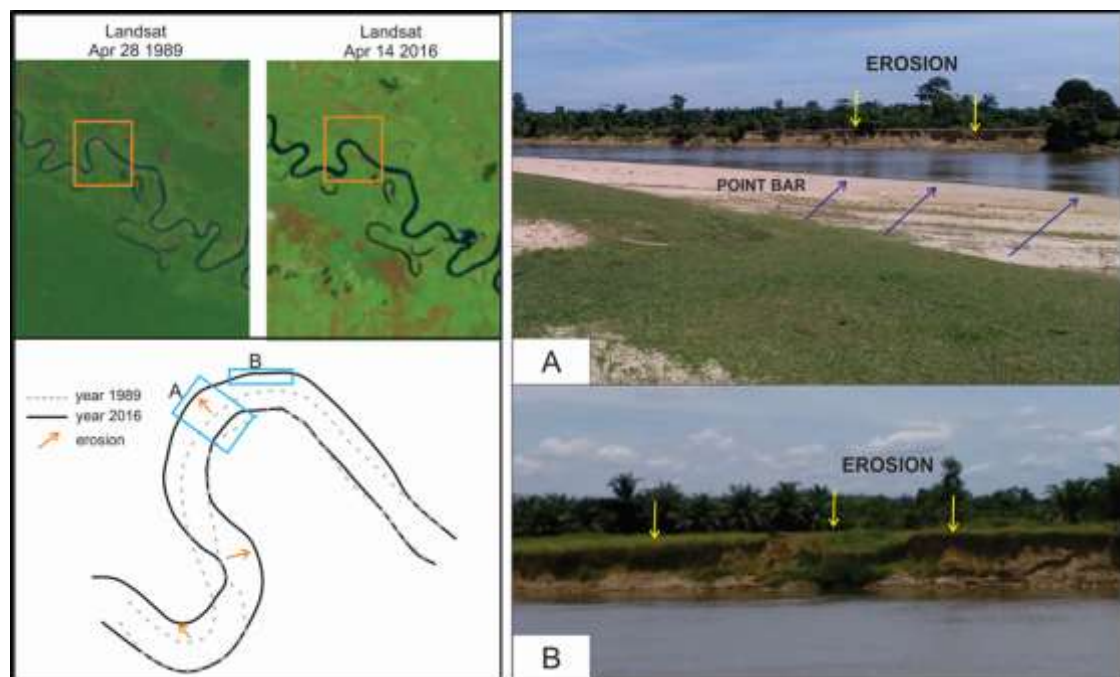 Landsat
Apr 28 1989
Landsat
Apr 14 2016
A
B
year 1989
year 2016
erosion
EROSION
POINT BAR
A
EROSION
B